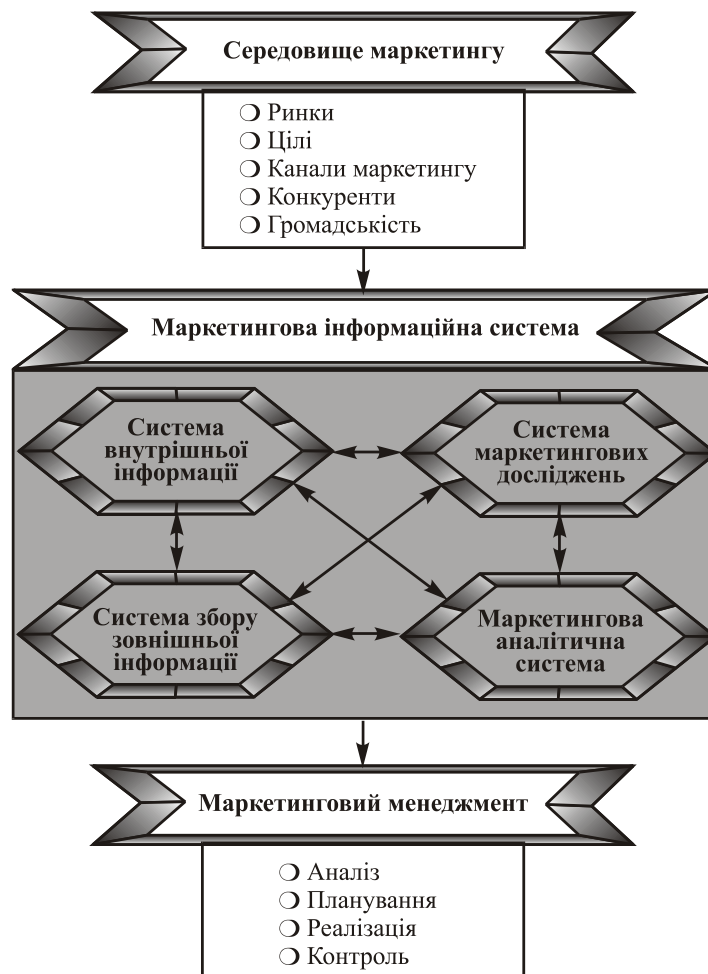 Середовище маркетингу
❍ Ринки
❍ Цілі
❍ Канали маркетингу
❍ Конкуренти
❍ Громадськість
Маркетингова інформаційна система
Система
внутрішньої
інформації
Система
маркетингових
досліджень
Система збору
зовнішньої
інформації
Маркетингова
аналітична
система
Маркетинговий менеджмент
❍ Аналіз
❍ Планування
❍ Реалізація
❍ Контроль